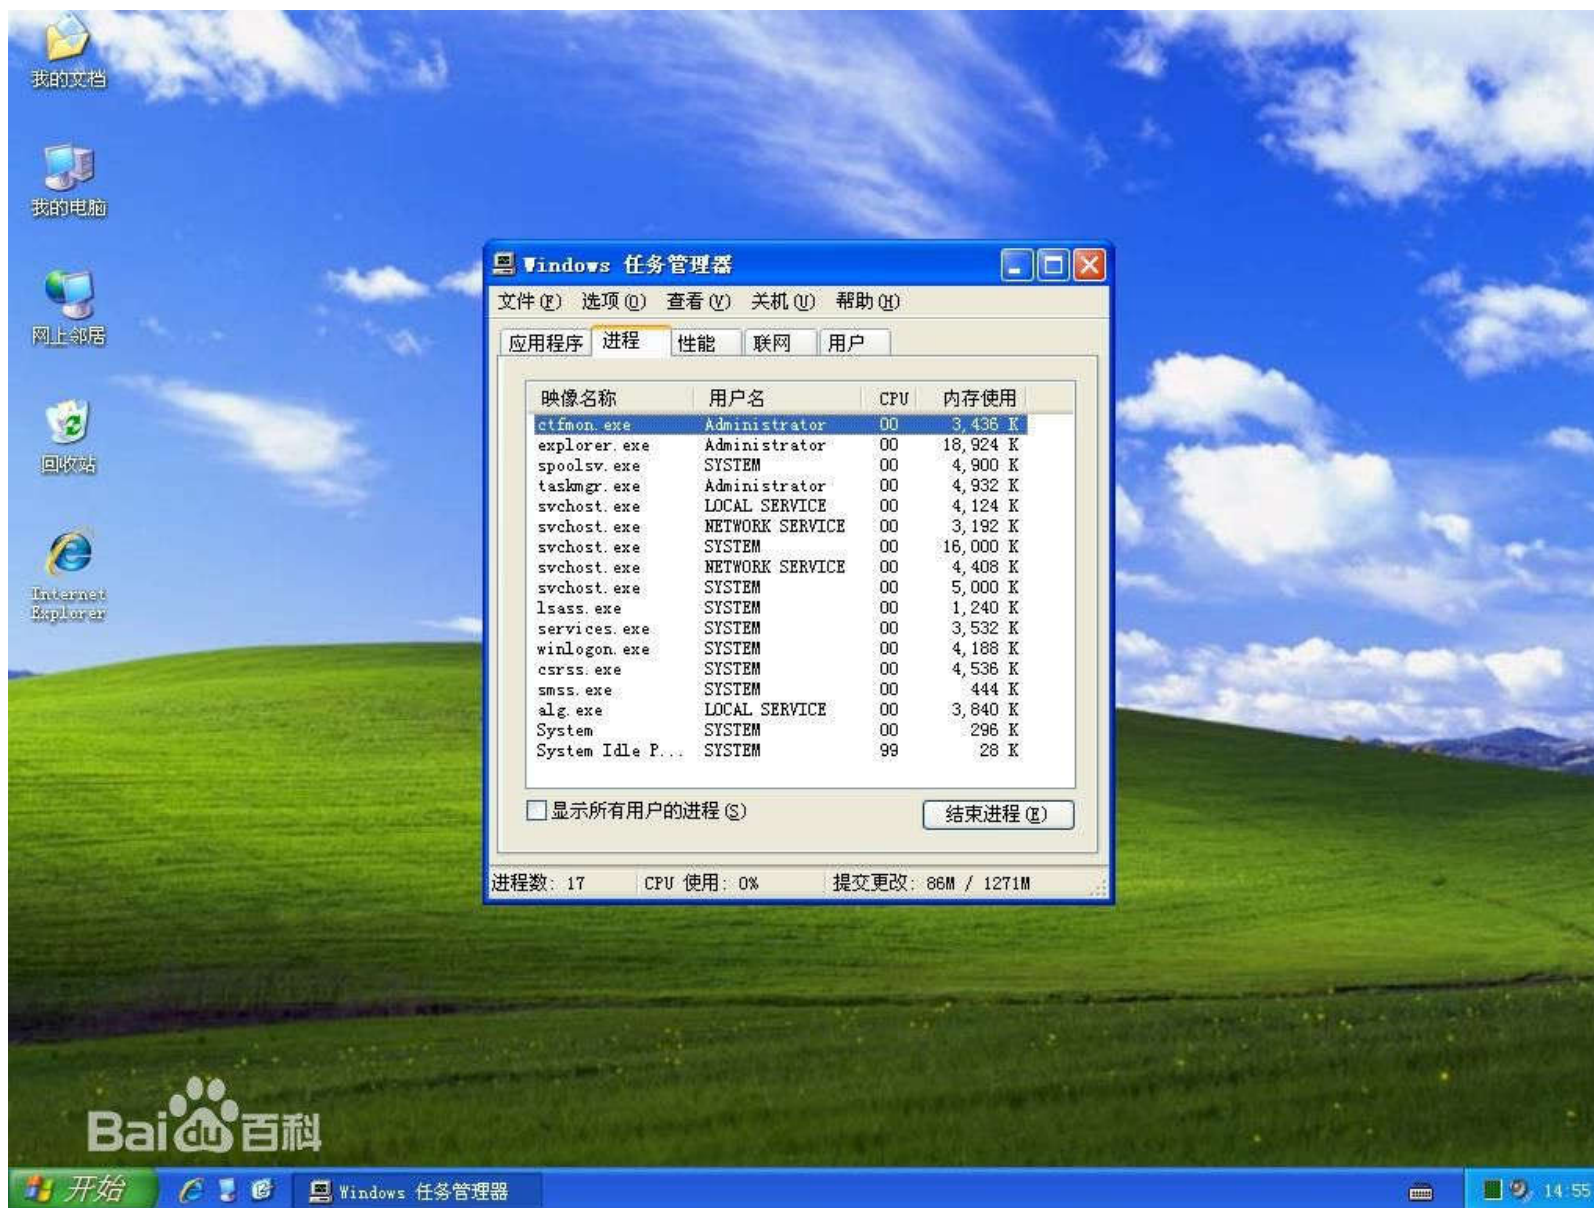 我的文档
我的电脑
网上邻居
回收站
Internet
Explorer
Windows 任务管理器
文件(F) 选项(O) 查看(V) 关机(U) 帮助(H)
应用程序 进程 性能 联网 用户
映像名称 用户名 CPU 内存使用
ctfmon.exe Administrator 00 3,436 K
explorer.exe Administrator 00 18,924 K
spoolsv.exe SYSTEM 00 4,900 K
taskmgr.exe Administrator 00 4,932 K
svchost.exe LOCAL SERVICE 00 4,124 K
svchost.exe NETWORK SERVICE 00 3,192 K
svchost.exe SYSTEM 00 16,000 K
svchost.exe NETWORK SERVICE 00 4,408 K
svchost.exe SYSTEM 00 5,000 K
lsass.exe SYSTEM 00 1,240 K
services.exe SYSTEM 00 3,532 K
winlogon.exe SYSTEM 00 4,188 K
csrss.exe SYSTEM 00 4,536 K
smss.exe SYSTEM 00 444 K
alg.exe LOCAL SERVICE 00 3,840 K
System SYSTEM 00 296 K
System Idle P... SYSTEM 99 28 K
显示所有用户的进程(S) 结束进程(E)
进程数: 17 CPU 使用: 0% 提交更改: 86M / 1271M
Bai du 百科
开始 Windows 任务管理器 14:55